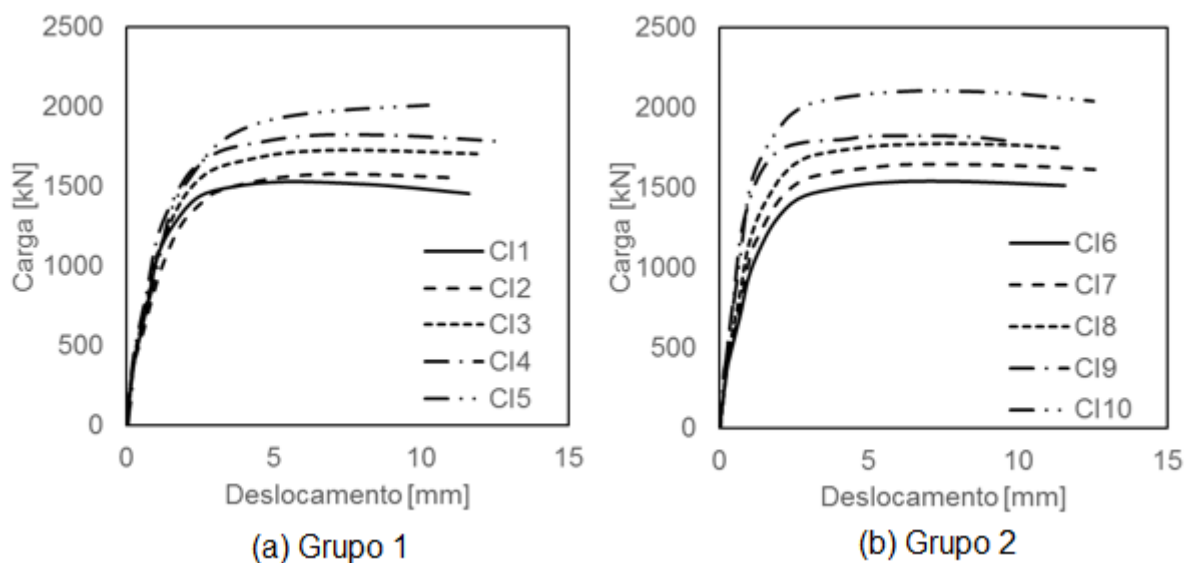 2500
2000
1500
1000
500
0
Carga [kN]
CI1
CI2
CI3
CI4
CI5
0 5 10 15
Deslocamento [mm]
(a) Grupo 1
2500
2000
1500
1000
500
0
Carga [kN]
CI6
CI7
CI8
CI9
CI10
0 5 10 15
Deslocamento [mm]
(b) Grupo 2